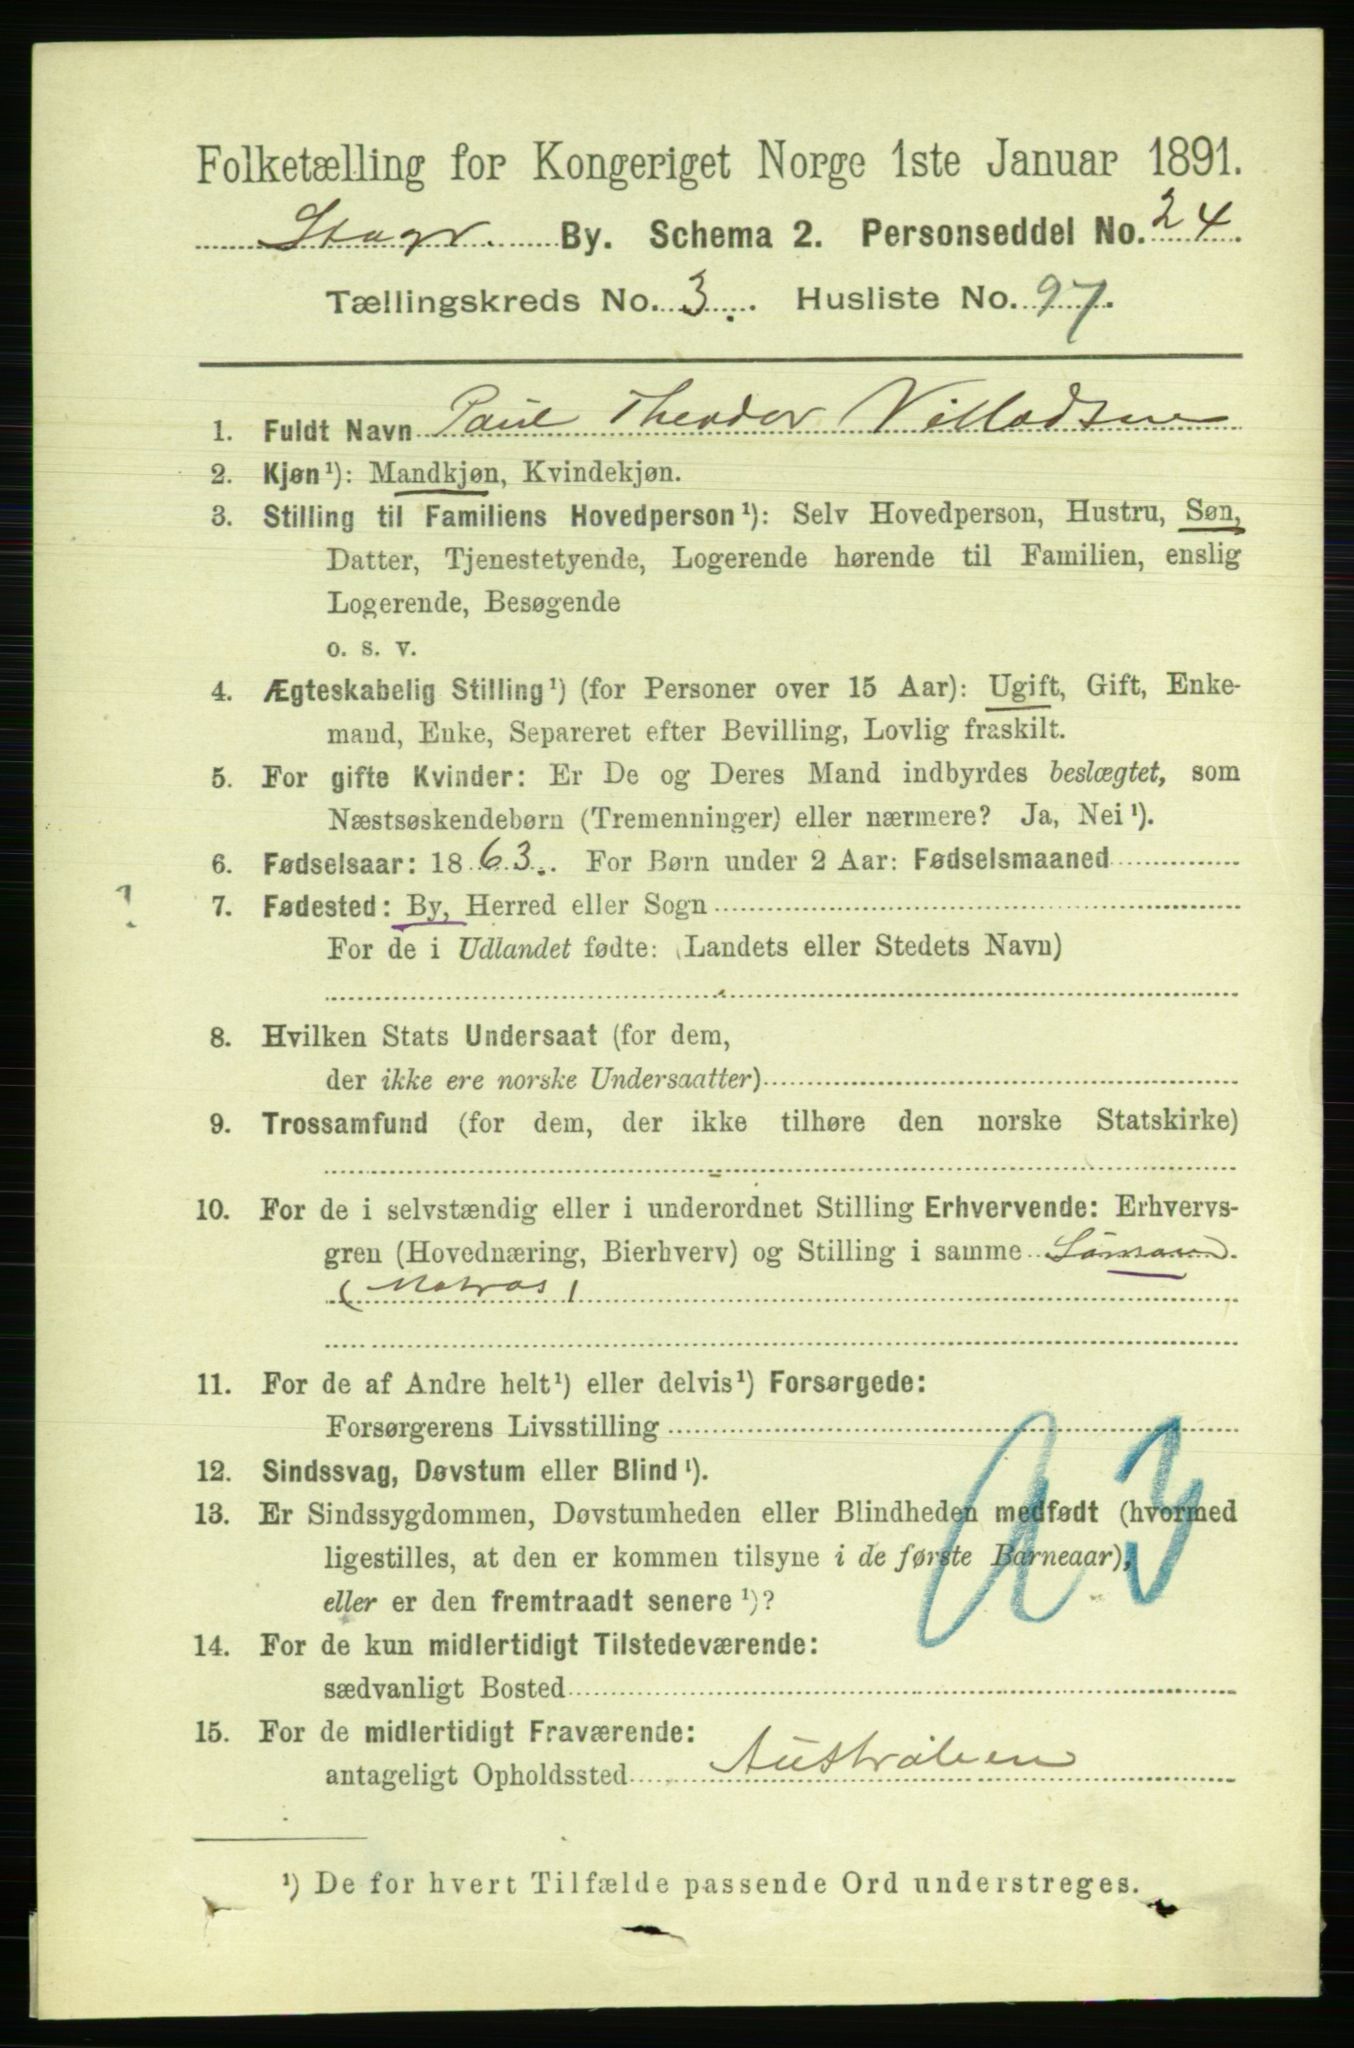 Folketælling for Kongeriget Norge 1ste Januar 1891.
Stavgr. By. Schema 2. Personseddel No. 24.
Tællingskreds No. 3. Husliste No. 97.
1. Fuldt Navn Paul Theodor Villadsen
2. Kjøn¹): Mandkjøn, Kvindekjøn.
3. Stilling til Familiens Hovedperson¹): Selv Hovedperson, Hustru, Søn,
Datter, Tjenestetyende, Logerende hørende til Familien, enslig
Logerende, Besøgende
o. s. v.
4. Ægteskabelig Stilling¹) (for Personer over 15 Aar): Ugift, Gift, Enke-
mand, Enke, Separeret efter Bevilling, Lovlig fraskilt.
5. For gifte Kvinder: Er De og Deres Mand indbyrdes beslægtet, som
Næstsøskendebørn (Tremenninger) eller nærmere? Ja, Nei¹).
6. Fødselsaar: 1863. For Børn under 2 Aar: Fødselsmaaned
?
7. Fødested: By, Herred eller Sogn
For de i Udlandet fødte: (Landets eller Stedets Navn)
8. Hvilken Stats Undersaat (for dem,
der ikke ere norske Undersaatter)
9. Trossamfund (for dem, der ikke tilhøre den norske Statskirke)
10. For de i selvstændig eller i underordnet Stilling Erhvervende: Erhvervs-
gren (Hovednæring, Bierhverv) og Stilling i samme Sömann.
(Matros)
11. For de af Andre helt¹) eller delvis¹) Forsørgede:
Forsørgerens Livsstilling
12. Sindssvag, Døvstum eller Blind¹).
13. Er Sindssygdommen, Døvstumheden eller Blindheden medfødt (hvormed
ligestilles, at den er kommen tilsyne i de første Barneaar),
eller er den fremtraadt senere¹)?
14. For de kun midlertidigt Tilstedeværende:
sædvanligt Bosted
15. For de midlertidigt Fraværende:
antageligt Opholdssted Australien
¹) De for hvert Tilfælde passende Ord understreges.